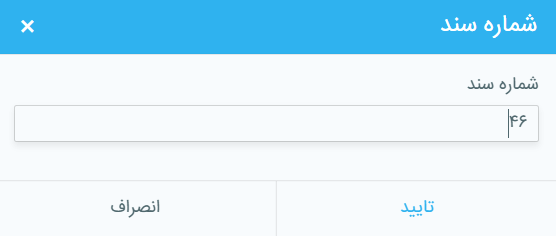 شماره سند
شماره سند
۴۶
تایید
انصراف